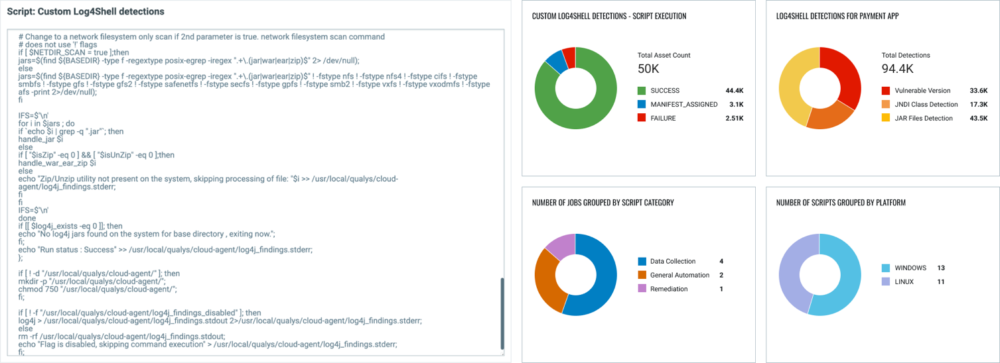 Script: Custom Log4Shell detections
# Change to a network filesystem only scan if 2nd parameter is true. network filesystem scan command
# does not use '!' flags
if [ $NETDIR_SCAN = true ];then
jars=$(find ${BASEDIR} -type f -regextype posix-egrep -iregex ".+\.(jar|war|ear|zip)$" 2> /dev/null);
else
jars=$(find ${BASEDIR} -type f -regextype posix-egrep -iregex ".+\.(jar|war|ear|zip)$" ! -fstype nfs ! -fstype nfs4 ! -fstype cifs ! -fstype
smbfs ! -fstype gfs ! -fstype gfs2 ! -fstype safenetfs ! -fstype secfs ! -fstype gpfs ! -fstype smb2 ! -fstype vxfs ! -fstype vxodmfs ! -fstype
afs -print 2>/dev/null);
fi
IFS=$'\n'
for i in $jars ; do
if `echo $i | grep -q ".jar"`; then
handle_jar $i
else
if [ "$isZip" -eq 0 ] && [ "$isUnZip" -eq 0 ];then
handle_war_ear_zip $i
else
echo "Zip/Unzip utility not present on the system, skipping processing of file: "$i >> /usr/local/qualys/cloud-
agent/log4j_findings.stderr;
fi
fi
IFS=$'\n'
done
if [[ $log4j_exists -eq 0 ]]; then
echo "No log4j jars found on the system for base directory , exiting now.";
fi;
echo "Run status : Success" >> /usr/local/qualys/cloud-agent/log4j_findings.stderr;
};
if [ ! -d "/usr/local/qualys/cloud-agent/" ]; then
mkdir -p "/usr/local/qualys/cloud-agent/";
chmod 750 "/usr/local/qualys/cloud-agent/";
fi;
if [ ! -f "/usr/local/qualys/cloud-agent/log4j_findings_disabled" ]; then
log4j > /usr/local/qualys/cloud-agent/log4j_findings.stdout 2>/usr/local/qualys/cloud-agent/log4j_findings.stderr;
else
rm -rf /usr/local/qualys/cloud-agent/log4j_findings.stdout;
echo "Flag is disabled, skipping command execution" > /usr/local/qualys/cloud-agent/log4j_findings.stderr;
fi;
CUSTOM LOG4SHELL DETECTIONS - SCRIPT EXECUTION
Total Asset Count
50K
SUCCESS 44.4K
MANIFEST_ASSIGNED 3.1K
FAILURE 2.51K
LOG4SHELL DETECTIONS FOR PAYMENT APP
Total Detections
94.4K
Vulnerable Version 33.6K
JNDI Class Detection 17.3K
JAR Files Detection 43.5K
NUMBER OF JOBS GROUPED BY SCRIPT CATEGORY
Data Collection 4
General Automation 2
Remediation 1
NUMBER OF SCRIPTS GROUPED BY PLATFORM
WINDOWS 13
LINUX 11